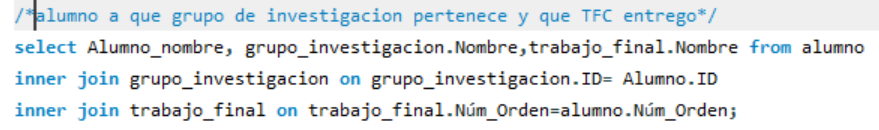 /*alumno a que grupo de investigacion pertenece y que TFC entrego*/
select Alumno_nombre, grupo_investigacion.Nombre,trabajo_final.Nombre from alumno
inner join grupo_investigacion on grupo_investigacion.ID= Alumno.ID
inner join trabajo_final on trabajo_final.Núm_Orden=alumno.Núm_Orden;